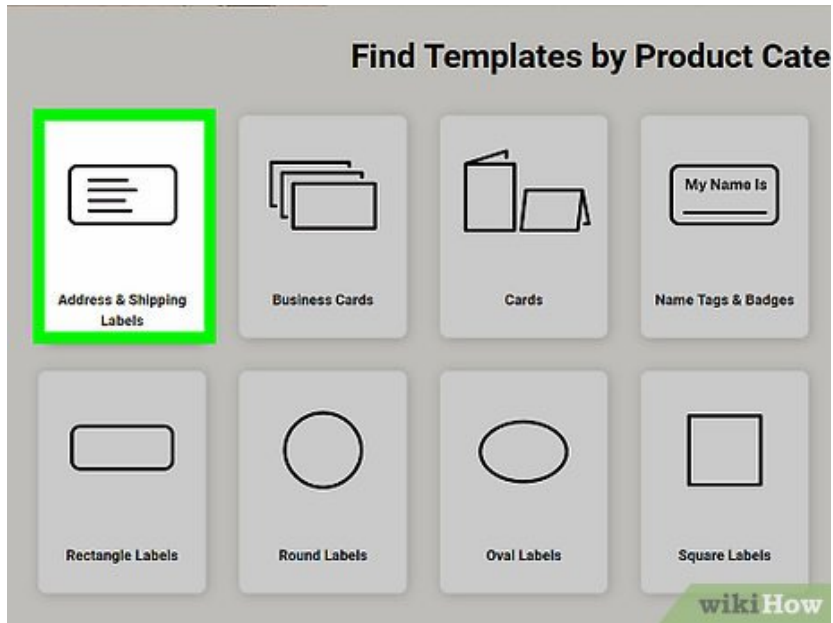 Find Templates by Product Cate
My Name Is
Address & Shipping
Labels
Business Cards
Cards
Name Tags & Badges
Rectangle Labels
Round Labels
Oval Labels
Square Labels
wikiHow